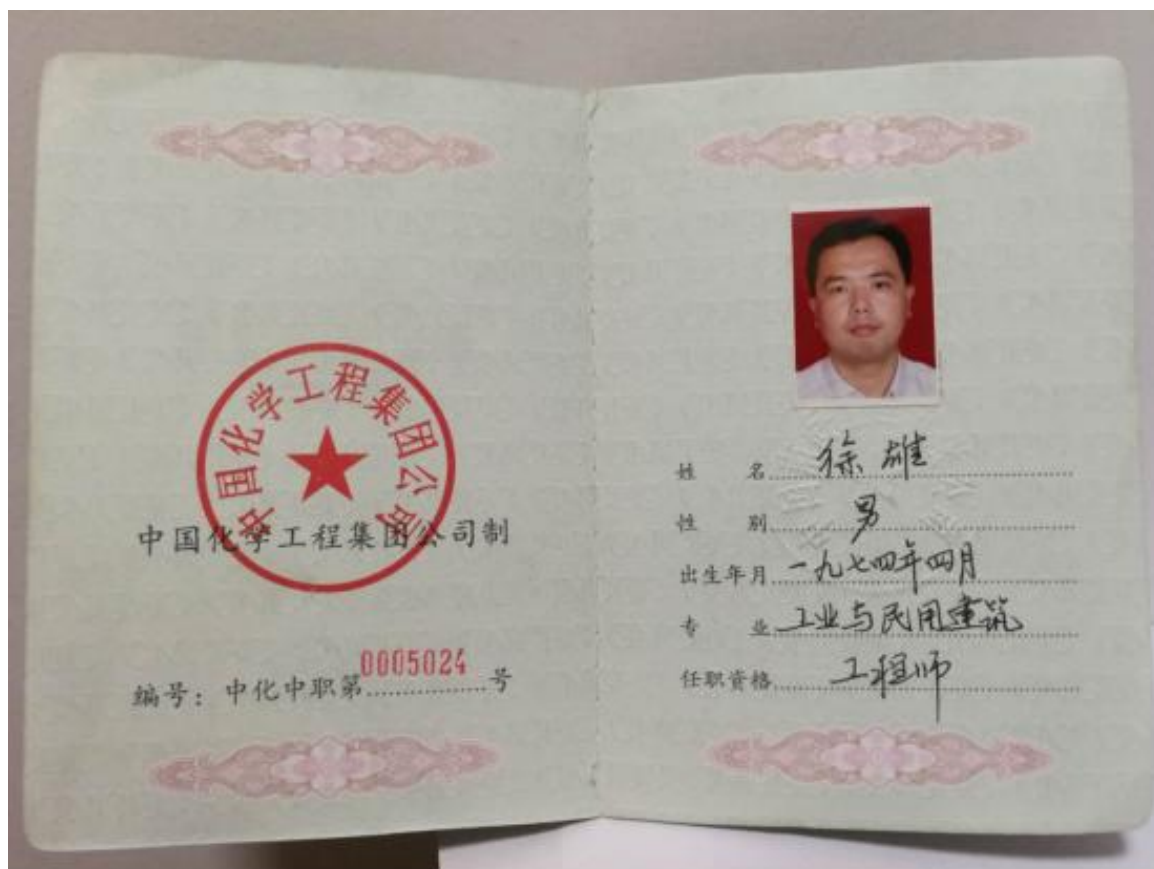 中国化学工程集团公司
中国化学工程集团公司制
编号：中化中职第0005024号
姓名 徐雄
性别 男
出生年月 一九七四年四月
专业 工业与民用建筑
任职资格 工程师